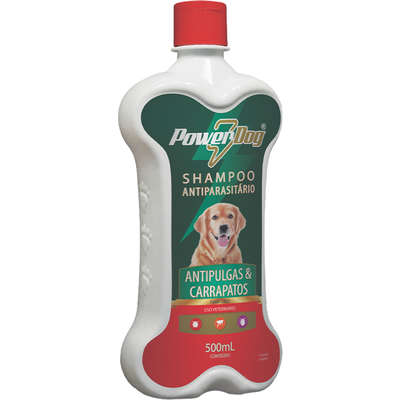 PowerDog®
SHAMPOO
ANTIPARASITÁRIO
ANTIPULGAS &
CARRAPATOS
USO VETERINÁRIO
500mL